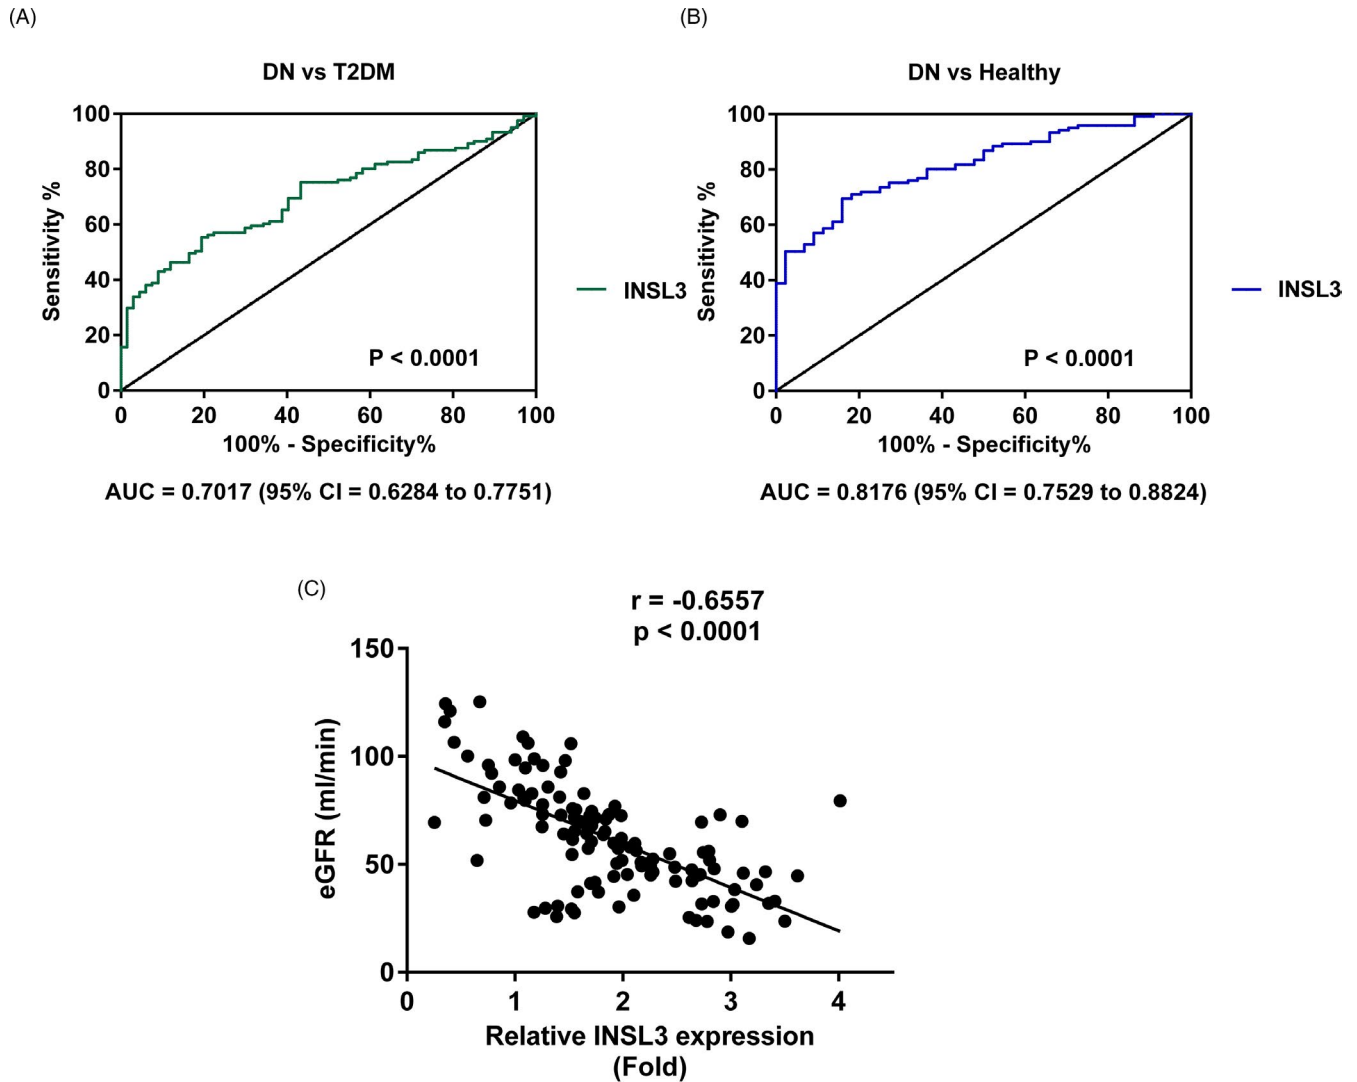 (A)
DN vs T2DM
100
80
60
40
20
0
Sensitivity %
0 20 40 60 80 100
100% - Specificity%
P < 0.0001
INSL3
AUC = 0.7017 (95% CI = 0.6284 to 0.7751)
(B)
DN vs Healthy
100
80
60
40
20
0
Sensitivity %
0 20 40 60 80 100
100% - Specificity%
P < 0.0001
INSL3
AUC = 0.8176 (95% CI = 0.7529 to 0.8824)
(C)
r = -0.6557
p < 0.0001
150
100
50
0
eGFR (ml/min)
0 1 2 3 4
Relative INSL3 expression
(Fold)